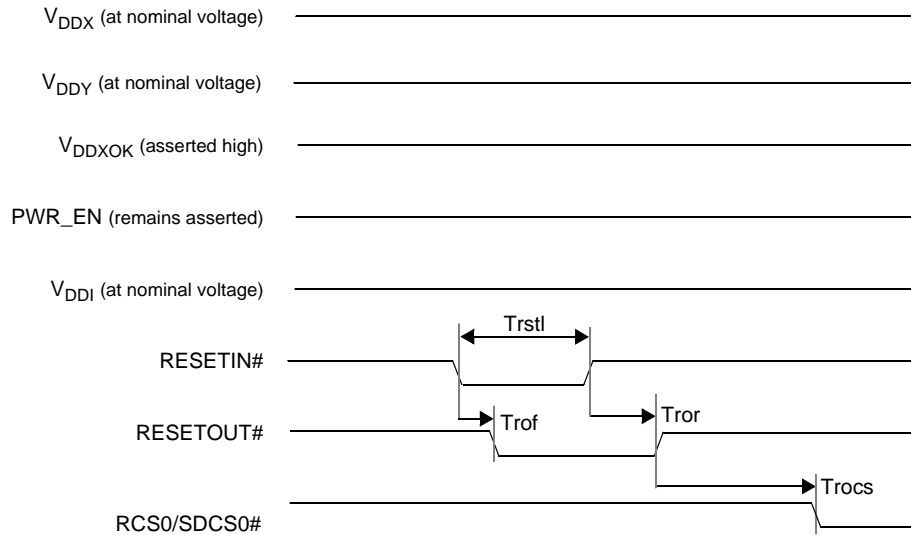 VDDX (at nominal voltage)
VDDY (at nominal voltage)
VDDXOK (asserted high)
PWR_EN (remains asserted)
VDDI (at nominal voltage)
Trstl
RESETIN#
Trof
Tror
RESETOUT#
Trocs
RCS0/SDCS0#